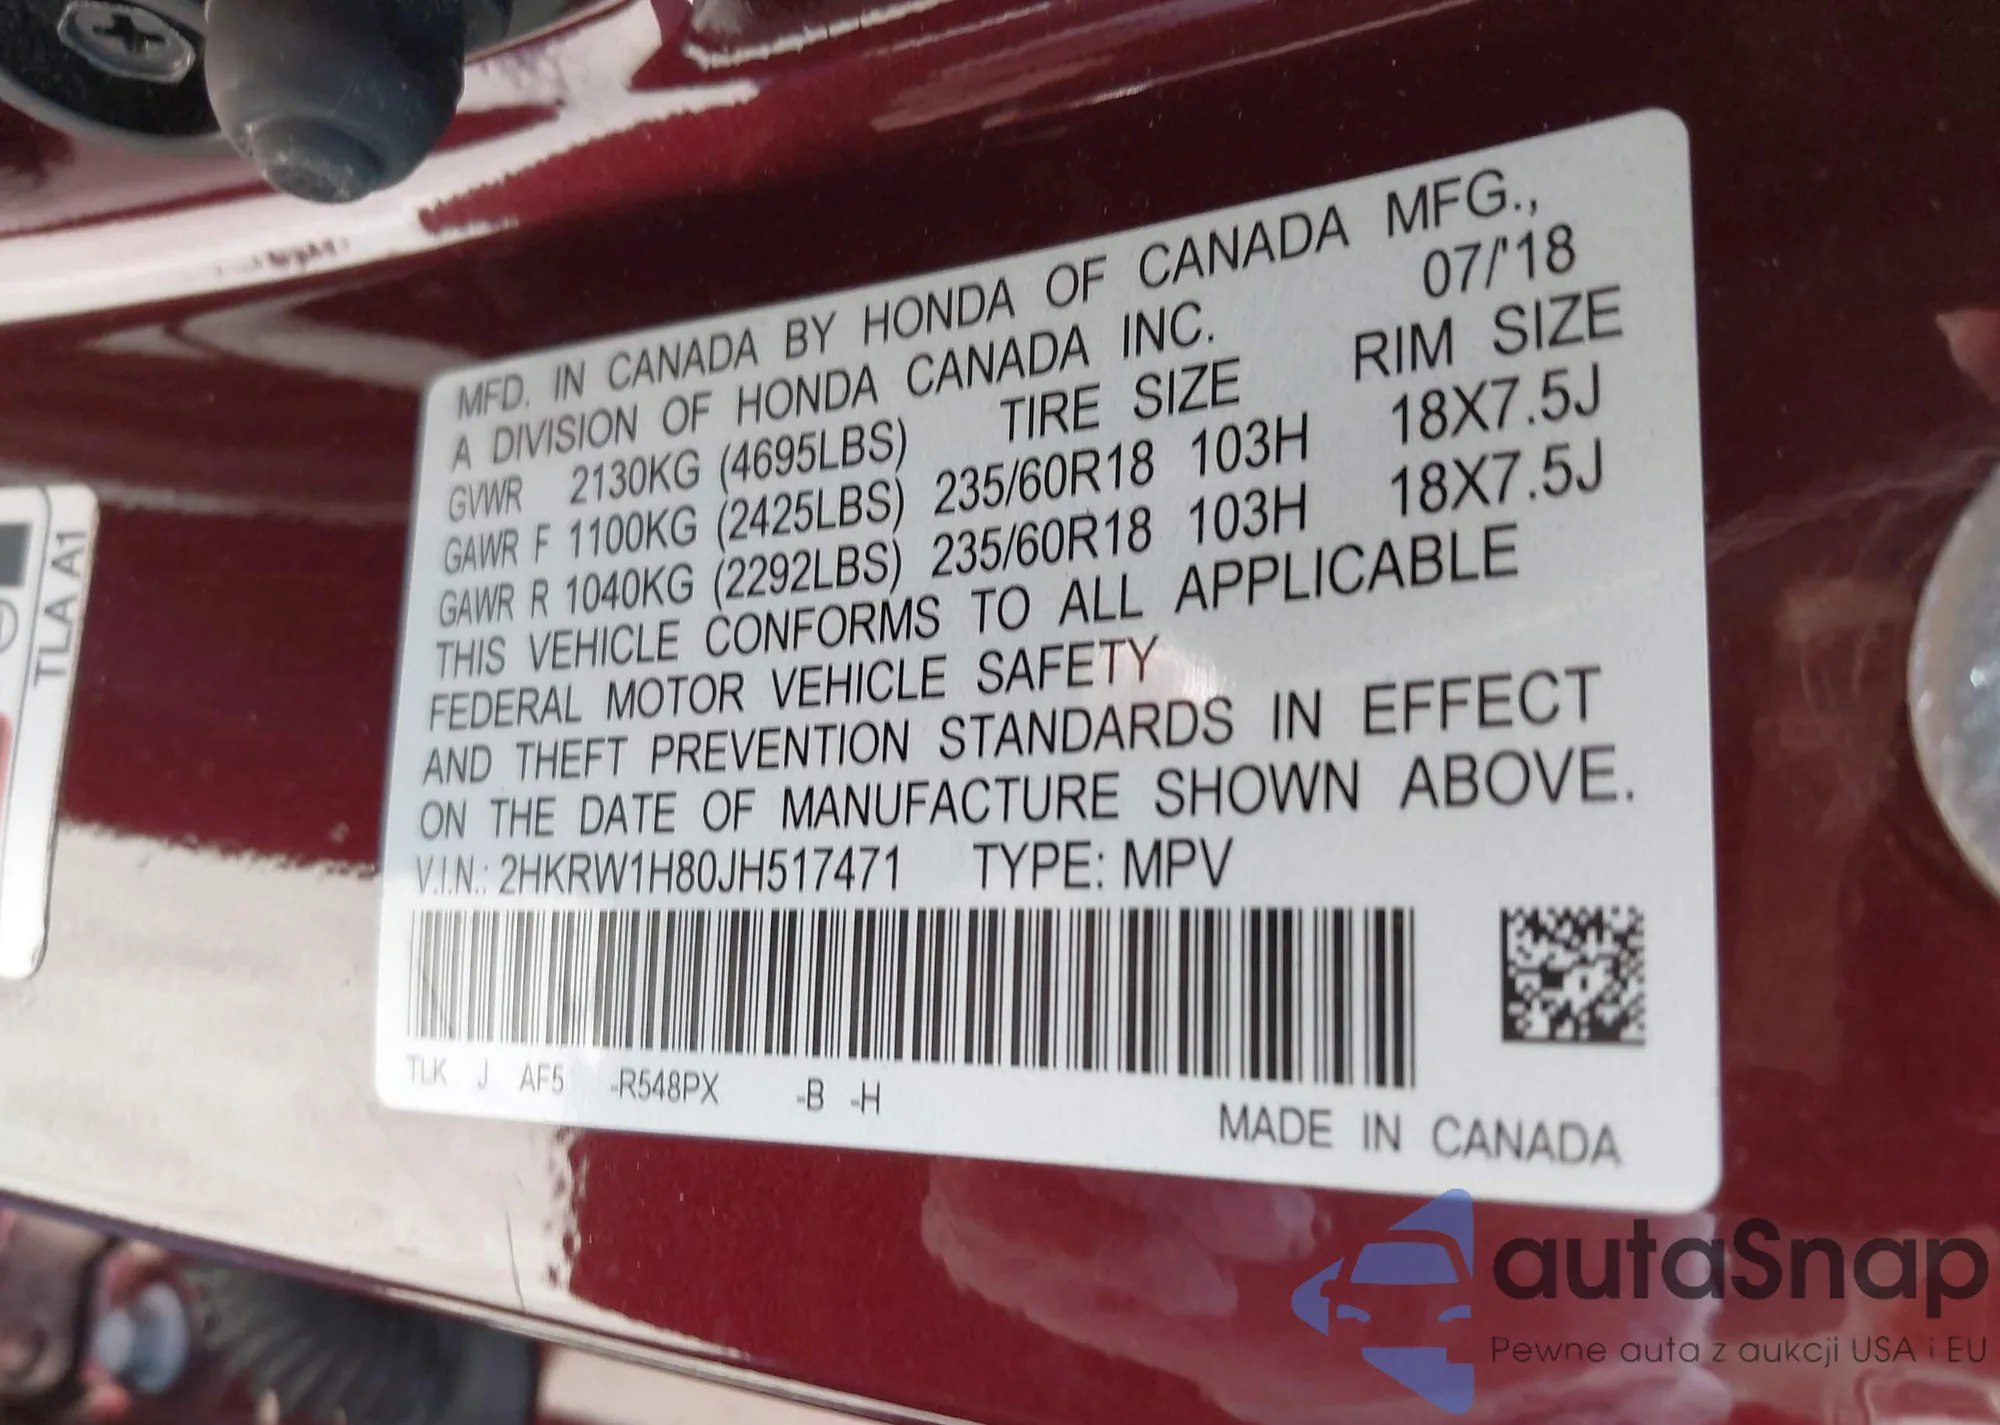 MFD. IN CANADA BY HONDA OF CANADA MFG.,
A DIVISION OF HONDA CANADA INC. 07/'18
GVWR 2130KG (4695LBS) TIRE SIZE RIM SIZE
GAWR F 1100KG (2425LBS) 235/60R18 103H 18X7.5J
GAWR R 1040KG (2292LBS) 235/60R18 103H 18X7.5J
THIS VEHICLE CONFORMS TO ALL APPLICABLE
FEDERAL MOTOR VEHICLE SAFETY
AND THEFT PREVENTION STANDARDS IN EFFECT
ON THE DATE OF MANUFACTURE SHOWN ABOVE.
V.I.N.: 2HKRW1H80JH517471 TYPE: MPV
TLK J AF5 -R548PX -B -H
MADE IN CANADA
TLA A1
autaSnap
Pewne auta z aukcji USA i EU